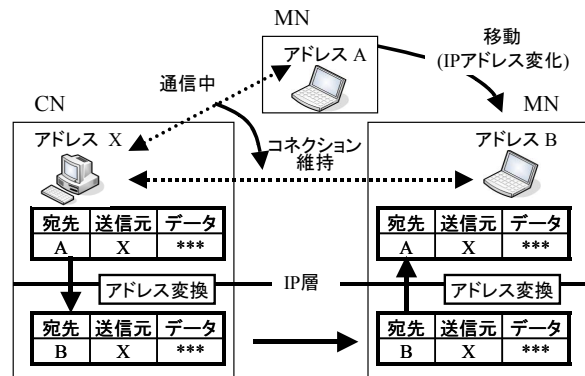 MN
アドレス A
移動
(IPアドレス変化)
通信中
CN
MN
アドレス X
コネクション
維持
アドレス B
宛先 送信元 データ
A X ***
宛先 送信元 データ
A X ***
アドレス変換
IP層
アドレス変換
宛先 送信元 データ
B X ***
宛先 送信元 データ
B X ***